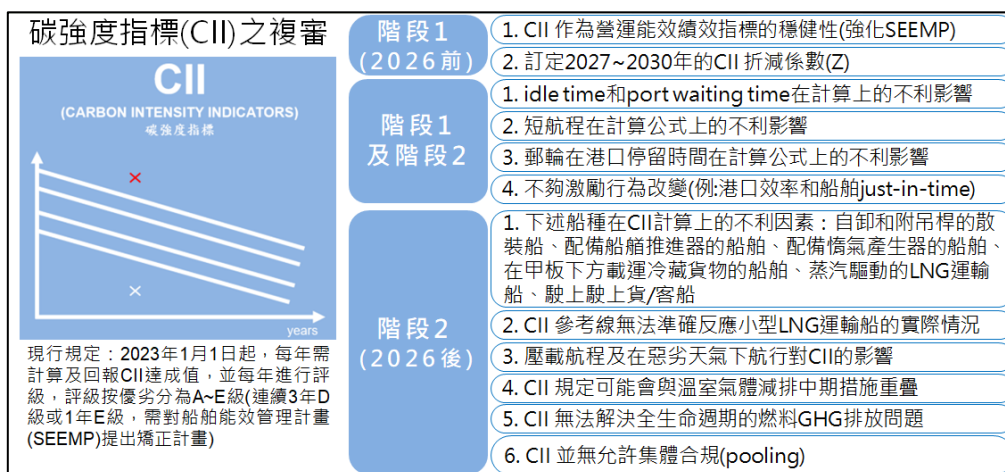 碳強度指標(CII)之複審
CII
(CARBON INTENSITY INDICATORS)
碳強度指標
years
現行規定：2023年1月1日起，每年需
計算及回報CII達成值，並每年進行評
級，評級按優劣分為A~E級(連續3年D
級或1年E級，需對船舶能效管理計畫
(SEEMP)提出矯正計畫)
階段1
(2026前)
1. CII 作為營運能效績效指標的穩健性(強化SEEMP)
2. 訂定2027~2030年的CII 折減係數(Z)
階段1
及階段2
1. idle time和port waiting time在計算上的不利影響
2. 短航程在計算公式上的不利影響
3. 郵輪在港口停留時間在計算公式上的不利影響
4. 不夠激勵行為改變(例:港口效率和船舶just-in-time)
階段2
(2026後)
1. 下述船種在CII計算上的不利因素：自卸和附吊桿的散
裝船、配備船艏推進器的船舶、配備惰氣產生器的船舶、
在甲板下方載運冷藏貨物的船舶、蒸汽驅動的LNG運輸
船、駛上駛上貨/客船
2. CII 參考線無法準確反應小型LNG運輸船的實際情況
3. 壓載航程及在惡劣天氣下航行對CII的影響
4. CII 規定可能會與溫室氣體減排中期措施重疊
5. CII 無法解決全生命週期的燃料GHG排放問題
6. CII 並無允許集體合規(pooling)